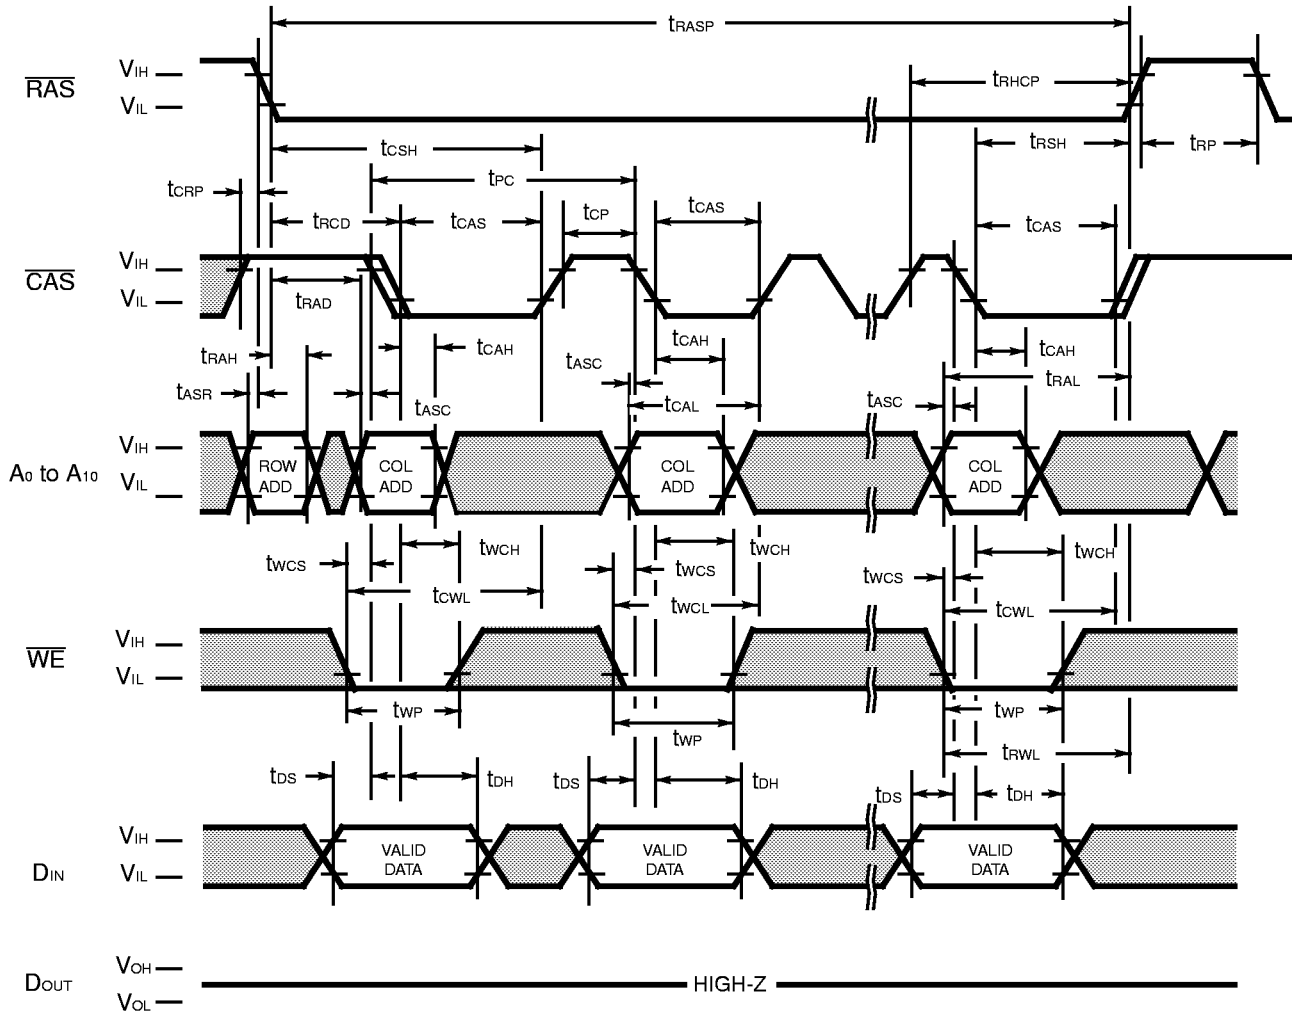 tRASP
RAS VIH
VIL
tRHCP
tCSH tRSH tRP
tCRP tPC
tRCD tCAS tCP tCAS tCAS
CAS VIH
VIL
tRAD
tRAH tCAH tCAH tCAH
tASR tASC tASC tRAL
tCAL tASC
A0 to A10 VIH
VIL
ROW ADD
COL ADD
COL ADD
COL ADD
tWCH tWCH tWCH
tWCS tWCS tWCS
tCWL tWCL tCWL
WE VIH
VIL
tWP tWP tWP
tRWL
tDS tDH tDS tDH tDS tDH
DIN VIH
VIL
VALID DATA
VALID DATA
VALID DATA
DOUT VOH
VOL
HIGH-Z